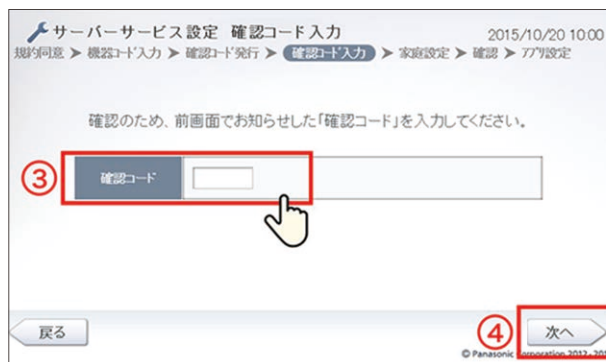 サーバーサービス設定 確認コード入力
2015/10/20 10:00
規約同意 ➤ 機器コード入力 ➤ 確認コード発行 ➤ 確認コード入力 ➤ 家庭設定 ➤ 確認 ➤ アプリ設定
確認のため、前画面でお知らせした「確認コード」を入力してください。
③
確認コード
戻る
④
次へ
© Panasonic Corporation 2012-20